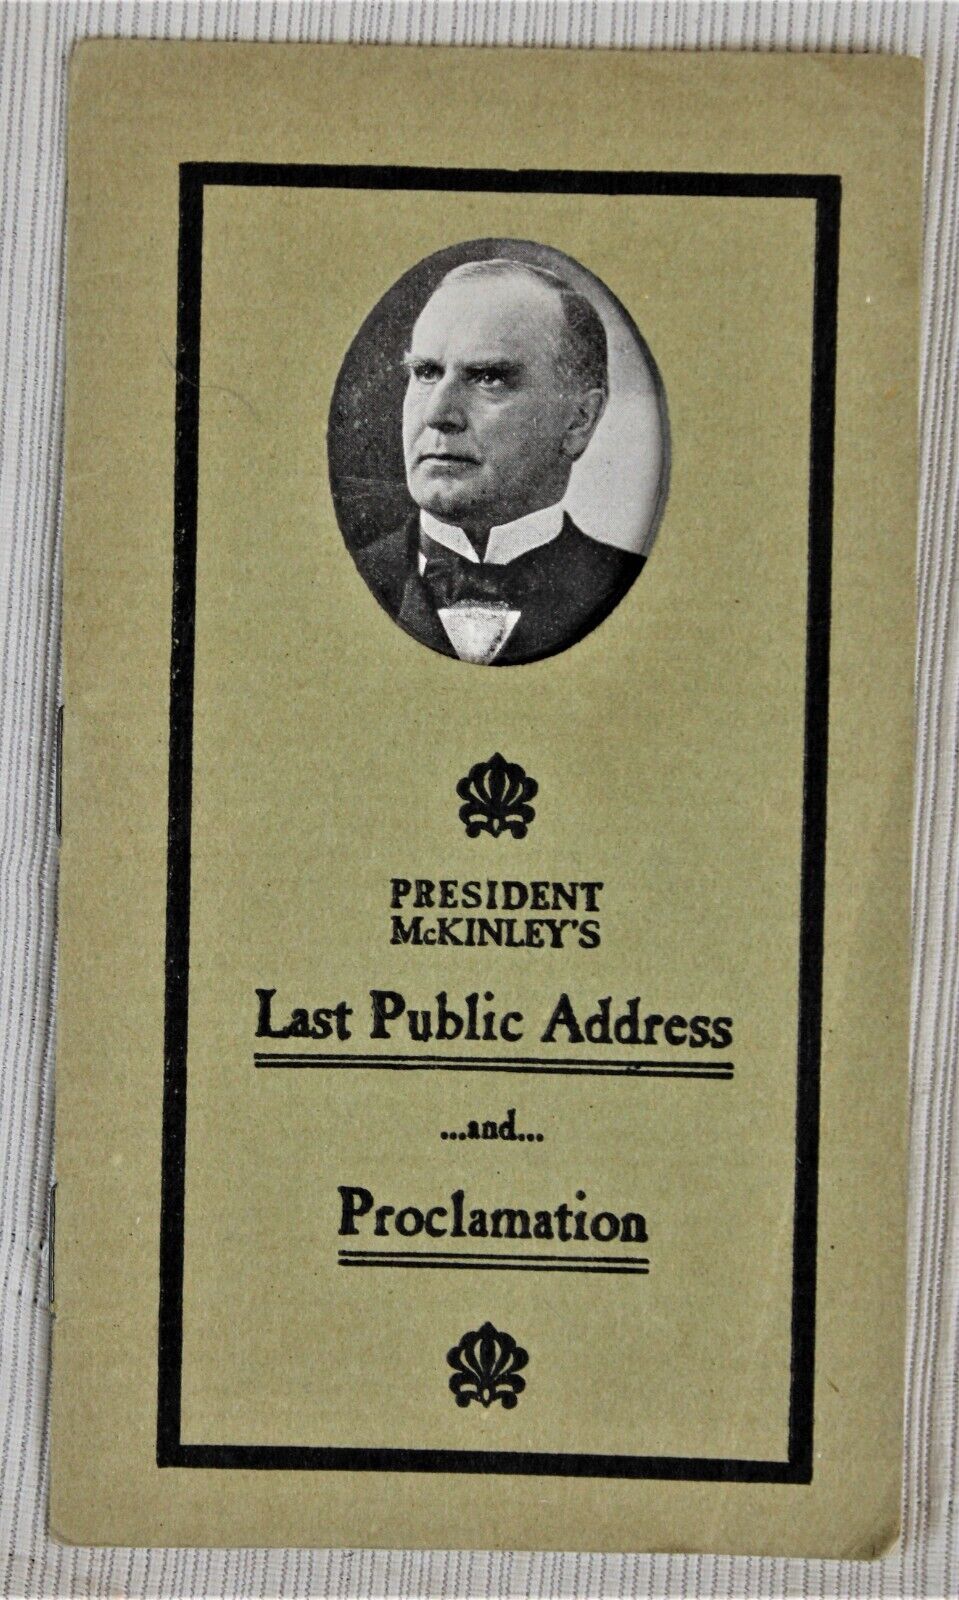 PRESIDENT
McKINLEY'S
Last Public Address
...and...
Proclamation